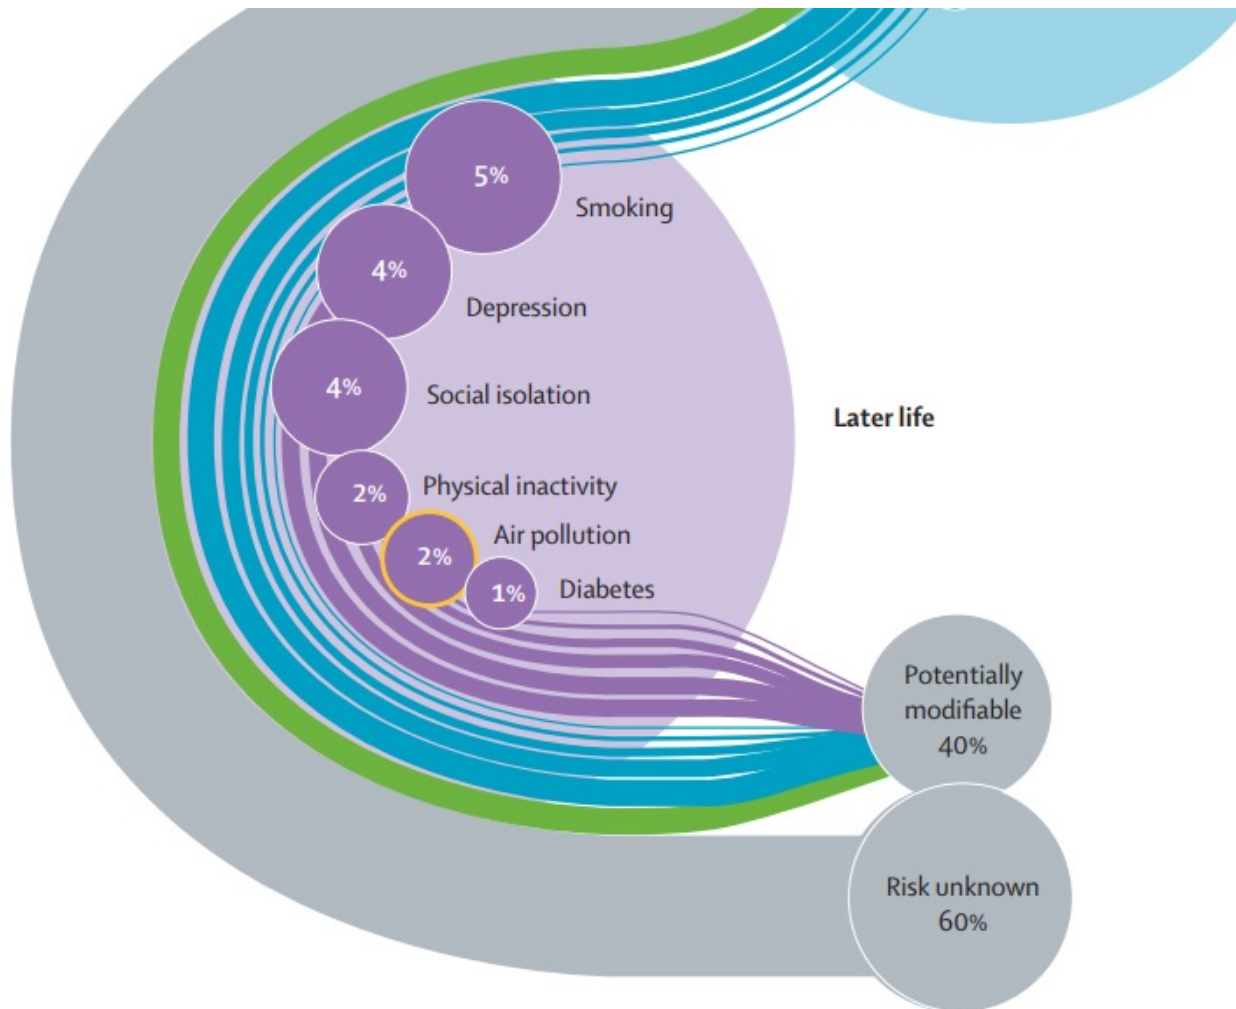 5%
Smoking
4%
Depression
4%
Social isolation
2%
Physical inactivity
2%
Air pollution
1%
Diabetes
Later life
Potentially
modifiable
40%
Risk unknown
60%